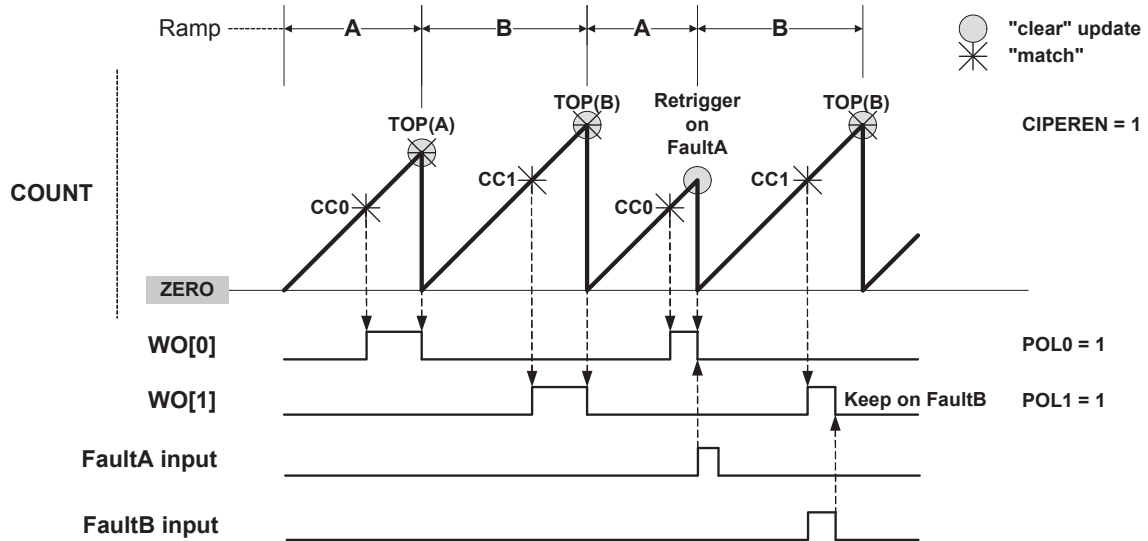 Ramp A B A B
"clear" update
"match"
TOP(A) TOP(B) Retrigger on FaultA TOP(B)
CIPEREN = 1
COUNT
CC0 CC1 CC0 CC1
ZERO
WO[0] POL0 = 1
WO[1] Keep on FaultB POL1 = 1
FaultA input
FaultB input